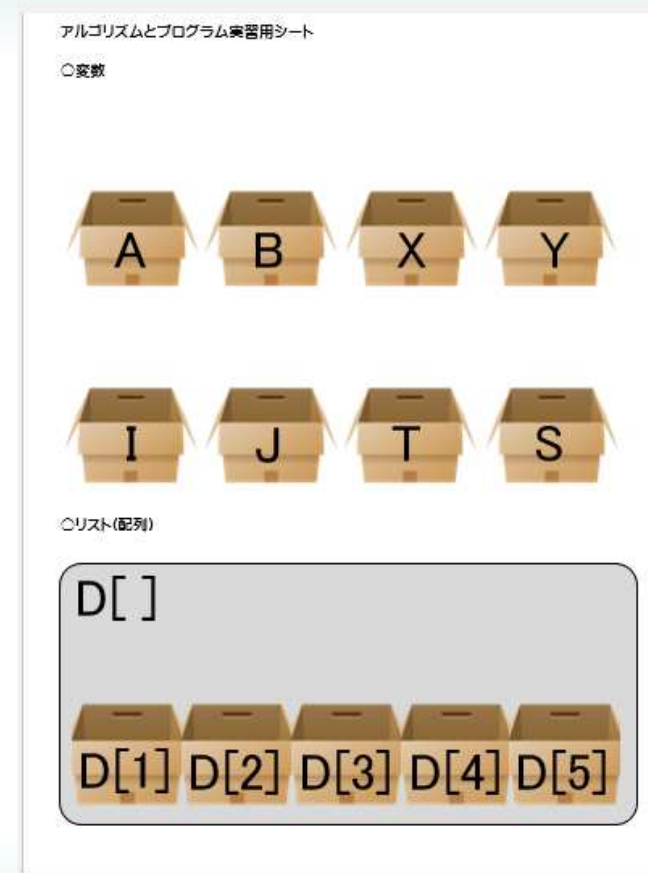 アルゴリズムとプログラム実習用シート
○変数
A B X Y
I J T S
○リスト(配列)
D[ ]
D[1] D[2] D[3] D[4] D[5]